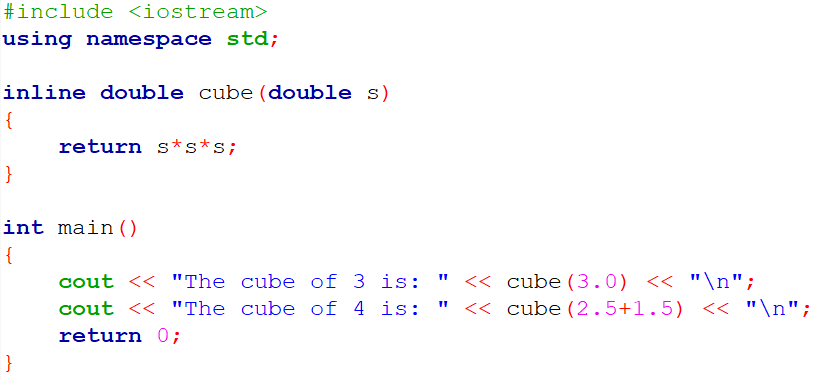 #include <iostream>
using namespace std;

inline double cube(double s)
{
    return s*s*s;
}

int main()
{
    cout << "The cube of 3 is: " << cube(3.0) << "\n";
    cout << "The cube of 4 is: " << cube(2.5+1.5) << "\n";
    return 0;
}